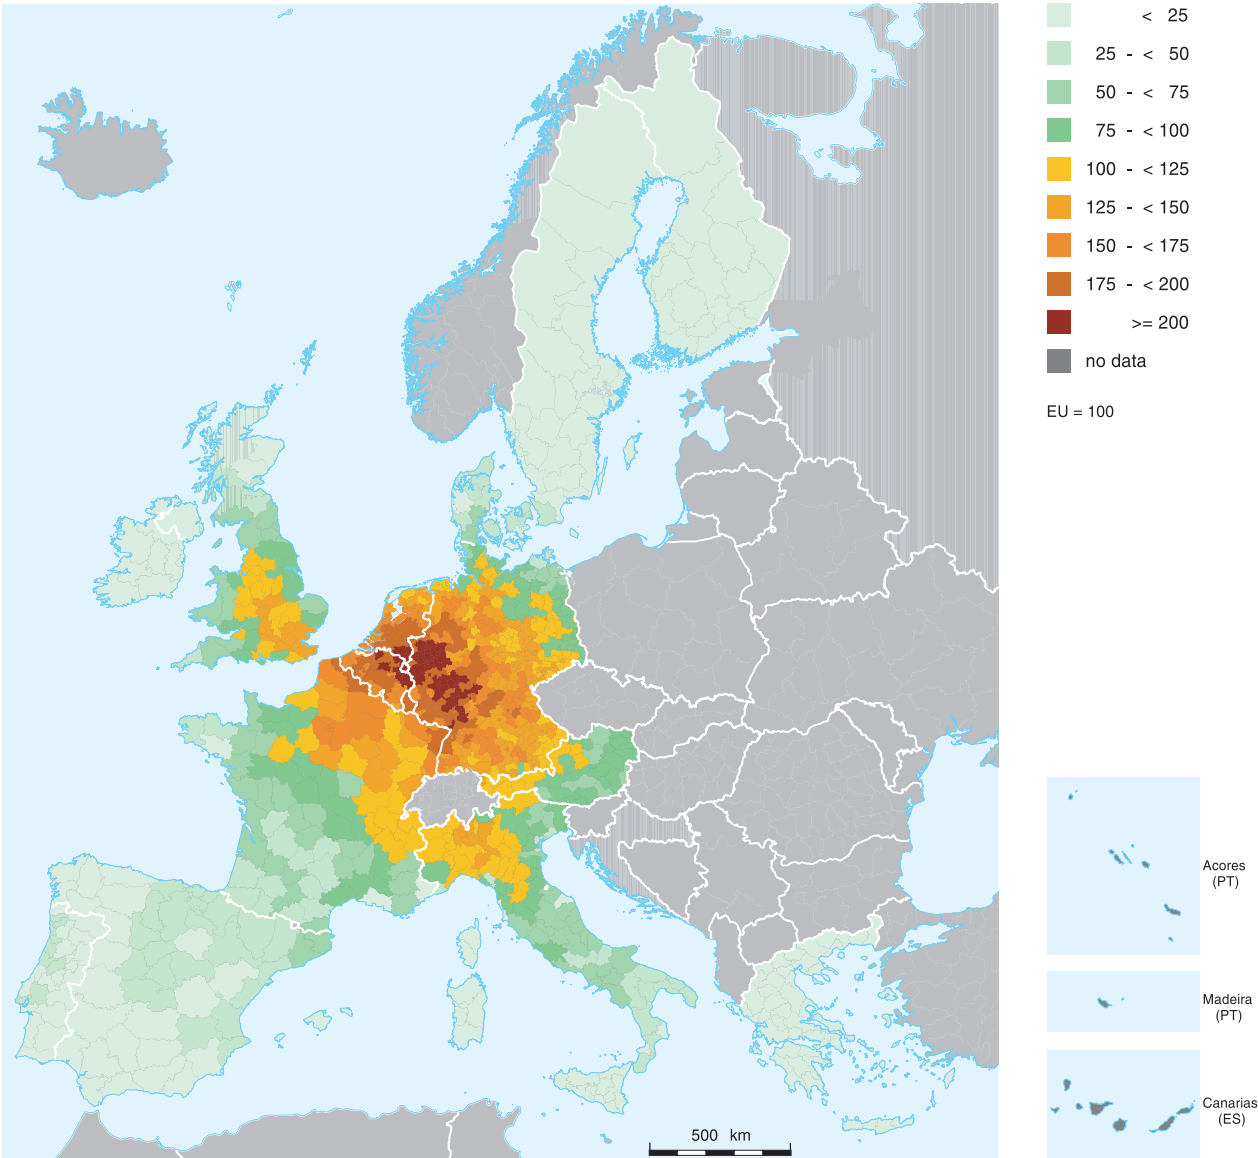 < 25
25 - < 50
50 - < 75
75 - < 100
100 - < 125
125 - < 150
150 - < 175
175 - < 200
>= 200
no data
EU = 100
Acores
(PT)
Madeira
(PT)
Canarias
(ES)
500 km